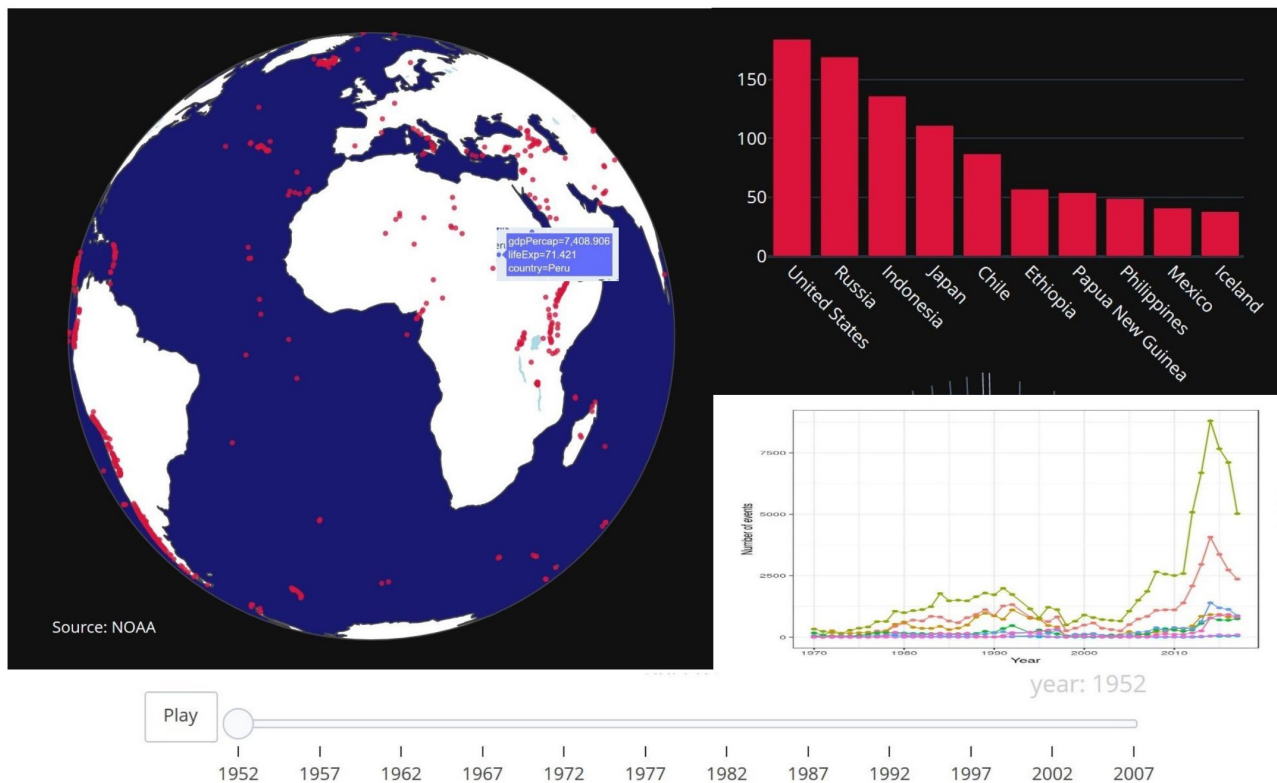 gdpPercap=7,408.906
lifeExp=71.421
country=Peru
Source: NOAA
150
100
50
0
United States
Russia
Indonesia
Japan
Chile
Ethiopia
Papua New Guinea
Philippines
Mexico
Iceland
Number of events
7500
5000
2500
0
1970 1980 1990 2000 2010
Year
year: 1952
Play
1952 1957 1962 1967 1972 1977 1982 1987 1992 1997 2002 2007